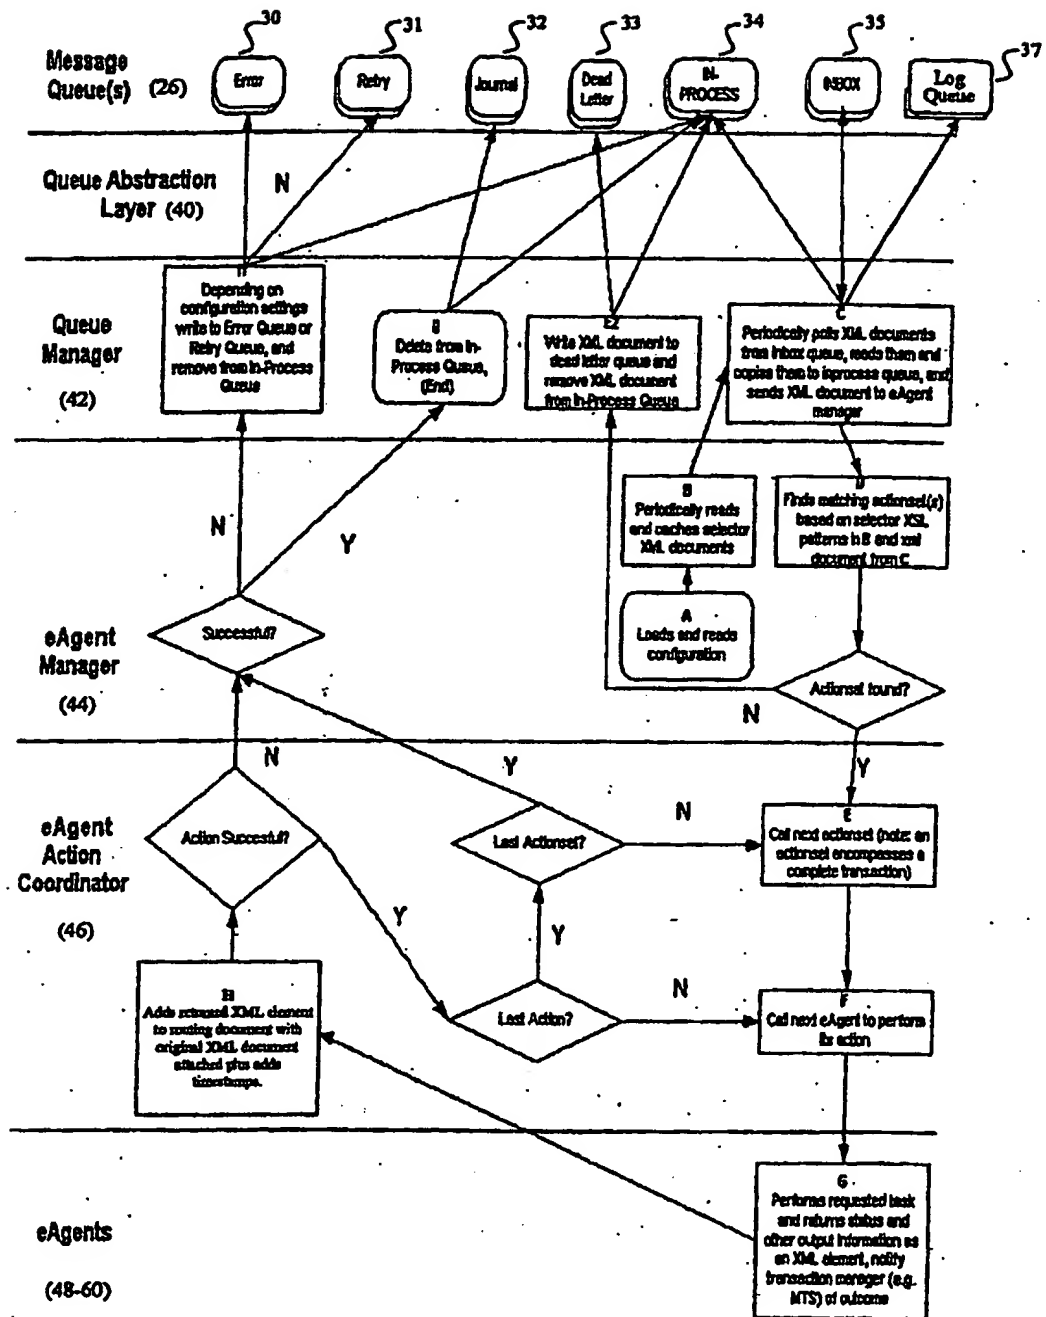 30
31
32
33
34
35
37
Message
Queue(s) (26)
Error
Retry
Journal
Dead
Letter
IN-
PROCESS
INBOX
Log
Queue
Queue Abstraction
Layer (40)
N
Queue
Manager
(42)
Depending on
configuration settings
write to Error Queue or
Retry Queue, and
remove from In-Process
Queue
Delete from In-
Process Queue,
(End)
E2
Write XML document to
dead letter queue and
remove XML document
from In-Process Queue
C
Periodically polls XML documents
from inbox queue, reads them and
copies them to inprocess queue, and
sends XML document to eAgent
manager
N
Y
B
Periodically reads
and caches selector
XML documents
D
Finds matching actionset(s)
based on selector XSL
patterns in B and xml
document from C
A
Loads and reads
configuration
eAgent
Manager
(44)
Successful?
Actionset found?
N
N
Y
Y
eAgent
Action
Coordinator
(46)
Action Succesful?
Last Actionset?
N
E
Call next actionset (note: an
actionset encompasses a
complete transaction)
Y
Y
H
Adds returned XML element
to routing document with
original XML document
attached plus adds
timestamps.
Last Action?
N
F
Call next eAgent to perform
its action
eAgents
(48-60)
G
Performs requested task
and returns status and
other output information as
an XML element, notify
transaction manager (e.g.
MTS) of outcome